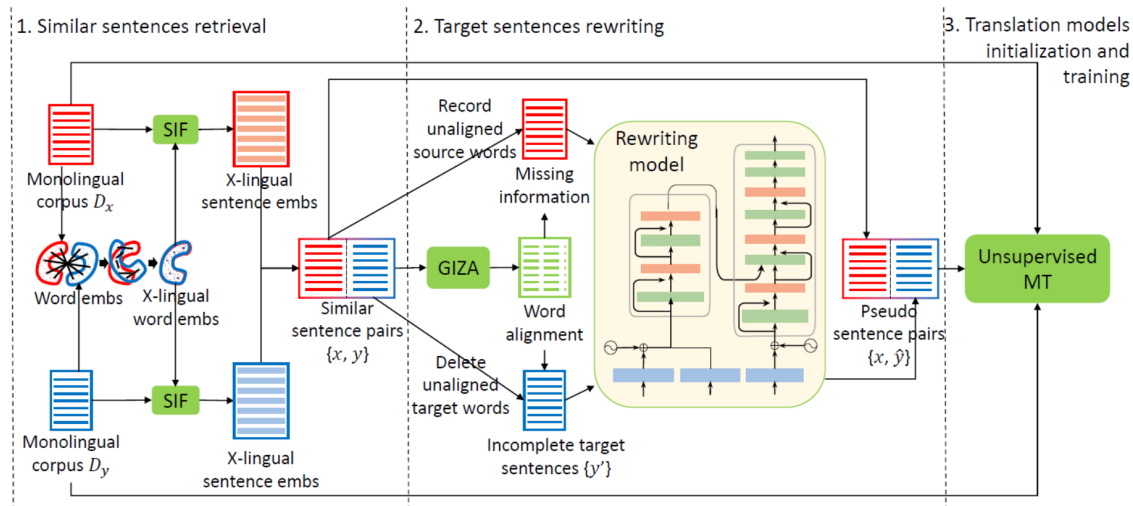 1. Similar sentences retrieval
2. Target sentences rewriting
3. Translation models
initialization and
training
SIF
Monolingual
corpus Dₓ
X-lingual
sentence embs
Word embs
X-lingual
word embs
SIF
Monolingual
corpus D_y
X-lingual
sentence embs
Similar
sentence pairs
{x, y}
GIZA
Record
unaligned
source words
Missing
information
Word
alignment
Delete
unaligned
target words
Incomplete target
sentences {y′}
Rewriting
model
Pseudo
sentence pairs
{x, ŷ}
Unsupervised
MT